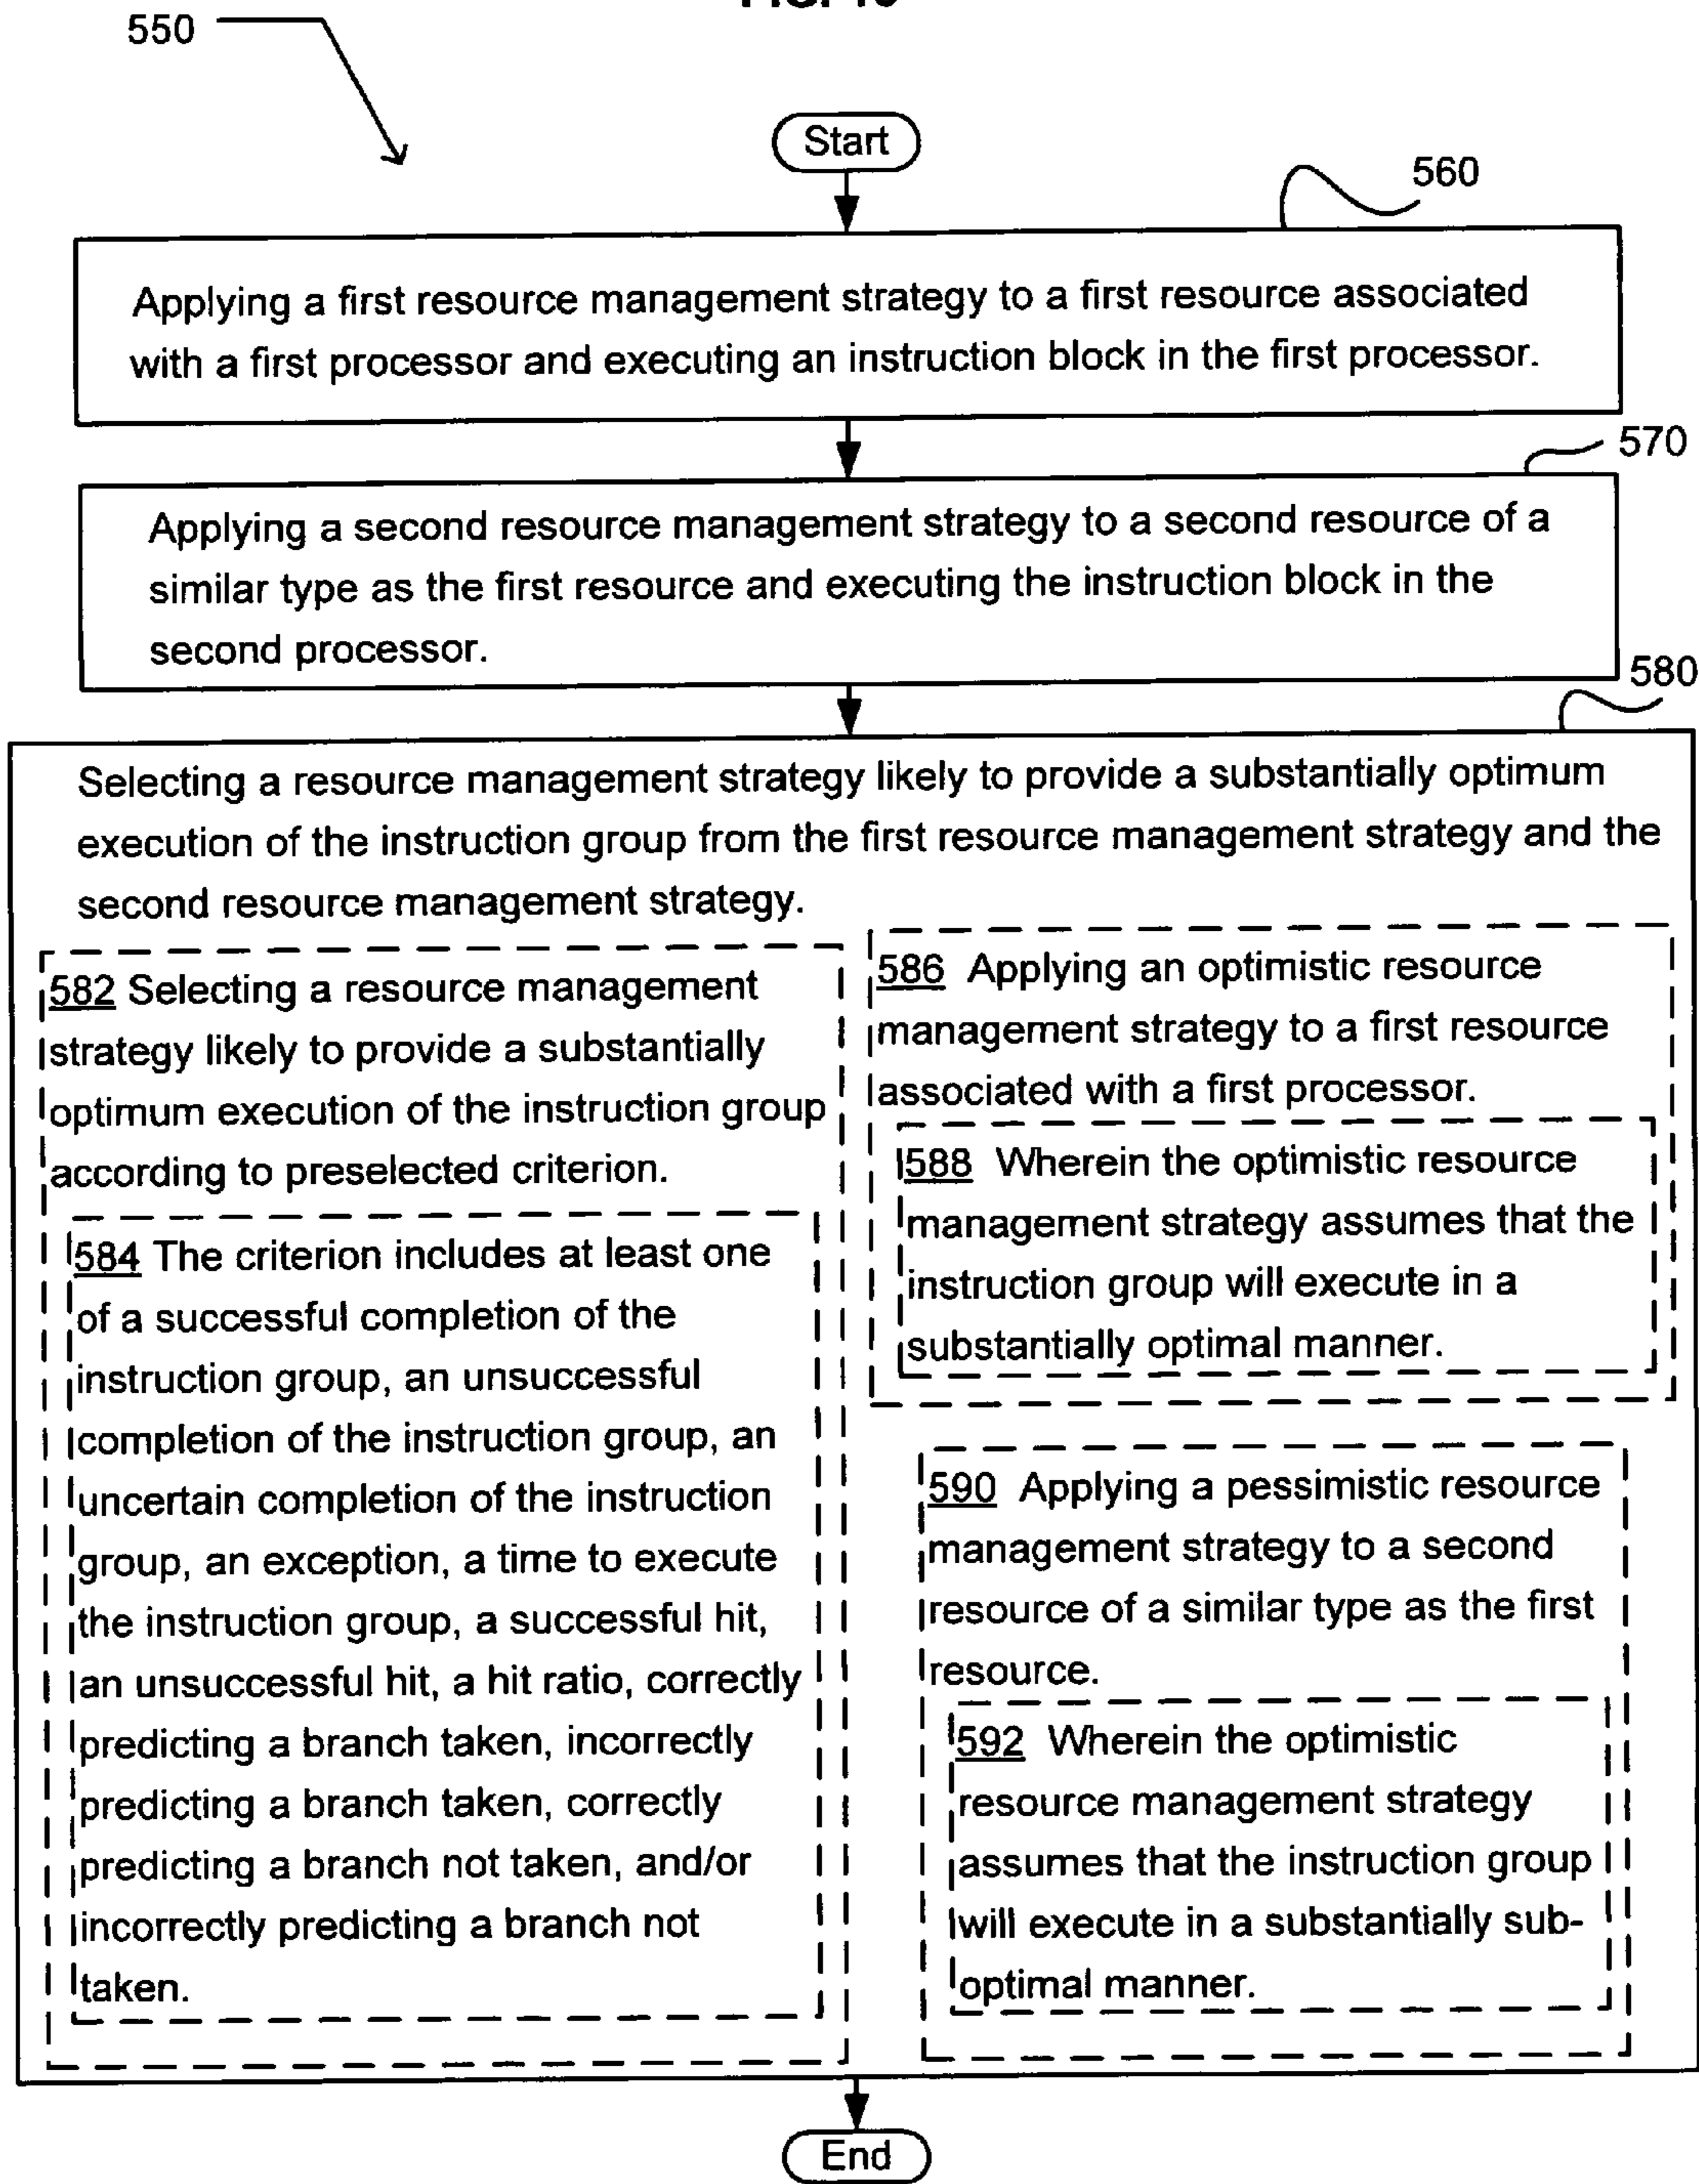 550
Start
560
Applying a first resource management strategy to a first resource associated
with a first processor and executing an instruction block in the first processor.
570
Applying a second resource management strategy to a second resource of a
similar type as the first resource and executing the instruction block in the
second processor.
580
Selecting a resource management strategy likely to provide a substantially optimum
execution of the instruction group from the first resource management strategy and the
second resource management strategy.
582 Selecting a resource management
strategy likely to provide a substantially
optimum execution of the instruction group
according to preselected criterion.
584 The criterion includes at least one
of a successful completion of the
instruction group, an unsuccessful
completion of the instruction group, an
uncertain completion of the instruction
group, an exception, a time to execute
the instruction group, a successful hit,
an unsuccessful hit, a hit ratio, correctly
predicting a branch taken, incorrectly
predicting a branch taken, correctly
predicting a branch not taken, and/or
incorrectly predicting a branch not
taken.
586 Applying an optimistic resource
management strategy to a first resource
associated with a first processor.
588 Wherein the optimistic resource
management strategy assumes that the
instruction group will execute in a
substantially optimal manner.
590 Applying a pessimistic resource
management strategy to a second
resource of a similar type as the first
resource.
592 Wherein the optimistic
resource management strategy
assumes that the instruction group
will execute in a substantially sub-
optimal manner.
End